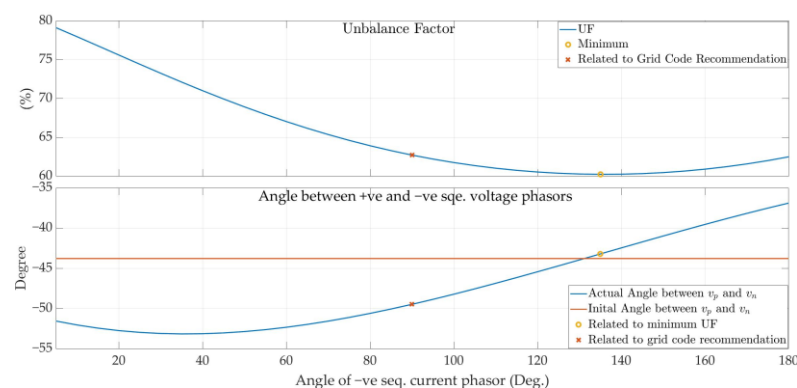 Unbalance Factor
UF
Minimum
Related to Grid Code Recommendation
80
75
70
65
60
(%)
Angle between +ve and −ve sqe. voltage phasors
−35
−40
−45
−50
−55
Degree
Actual Angle between vp and vn
Inital Angle between vp and vn
Related to minimum UF
Related to grid code recommendation
20 40 60 80 100 120 140 160 180
Angle of −ve seq. current phasor (Deg.)